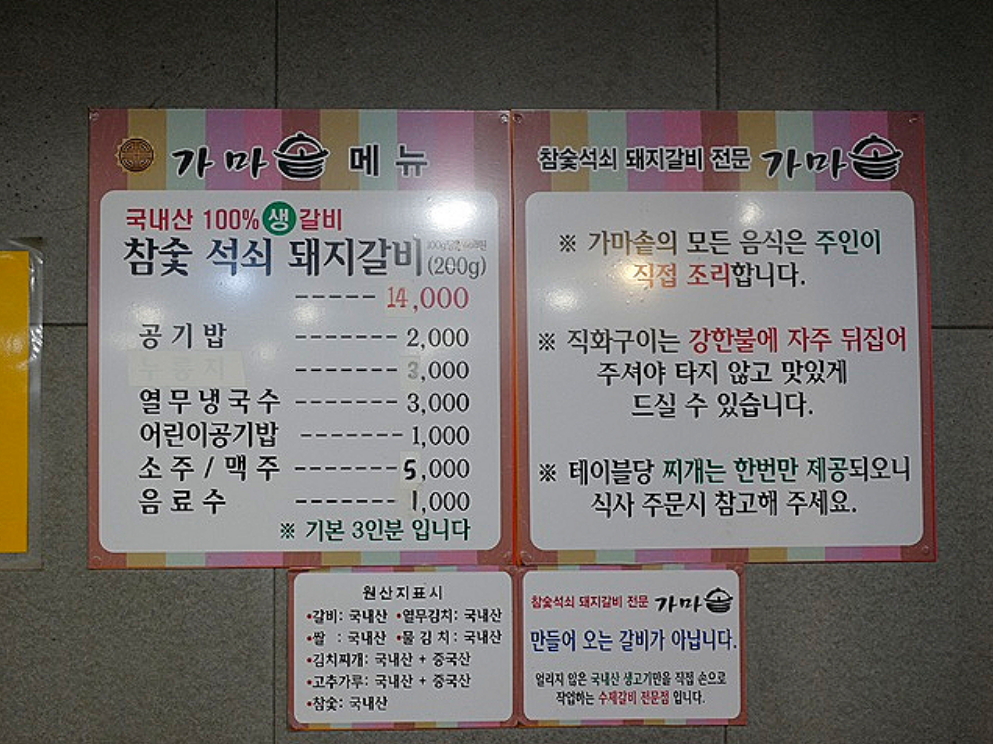 가마솥 메뉴
국내산 100% 생 갈비
참숯 석쇠 돼지갈비 (200g)
----- 14,000
공기밥 ------- 2,000
누룽지 ------- 3,000
열무냉국수 ------- 3,000
어린이공기밥 ------- 1,000
소주/맥주 ------- 5,000
음료수 ------- 1,000
※ 기본 3인분 입니다
참숯석쇠 돼지갈비 전문 가마솥
※ 가마솥의 모든 음식은 주인이
직접 조리합니다.
※ 직화구이는 강한불에 자주 뒤집어
주셔야 타지 않고 맛있게
드실 수 있습니다.
※ 테이블당 찌개는 한번만 제공되오니
식사 주문시 참고해 주세요.
원산지표시
•갈비: 국내산 •열무김치: 국내산
•쌀 : 국내산 •물김치: 국내산
•김치찌개: 국내산 + 중국산
•고추가루: 국내산 + 중국산
•참숯: 국내산
참숯석쇠 돼지갈비 전문 가마솥
만들어 오는 갈비가 아닙니다.
얼리지 않은 국내산 생고기만을 직접 손으로
작업하는 수제갈비 전문점 입니다.